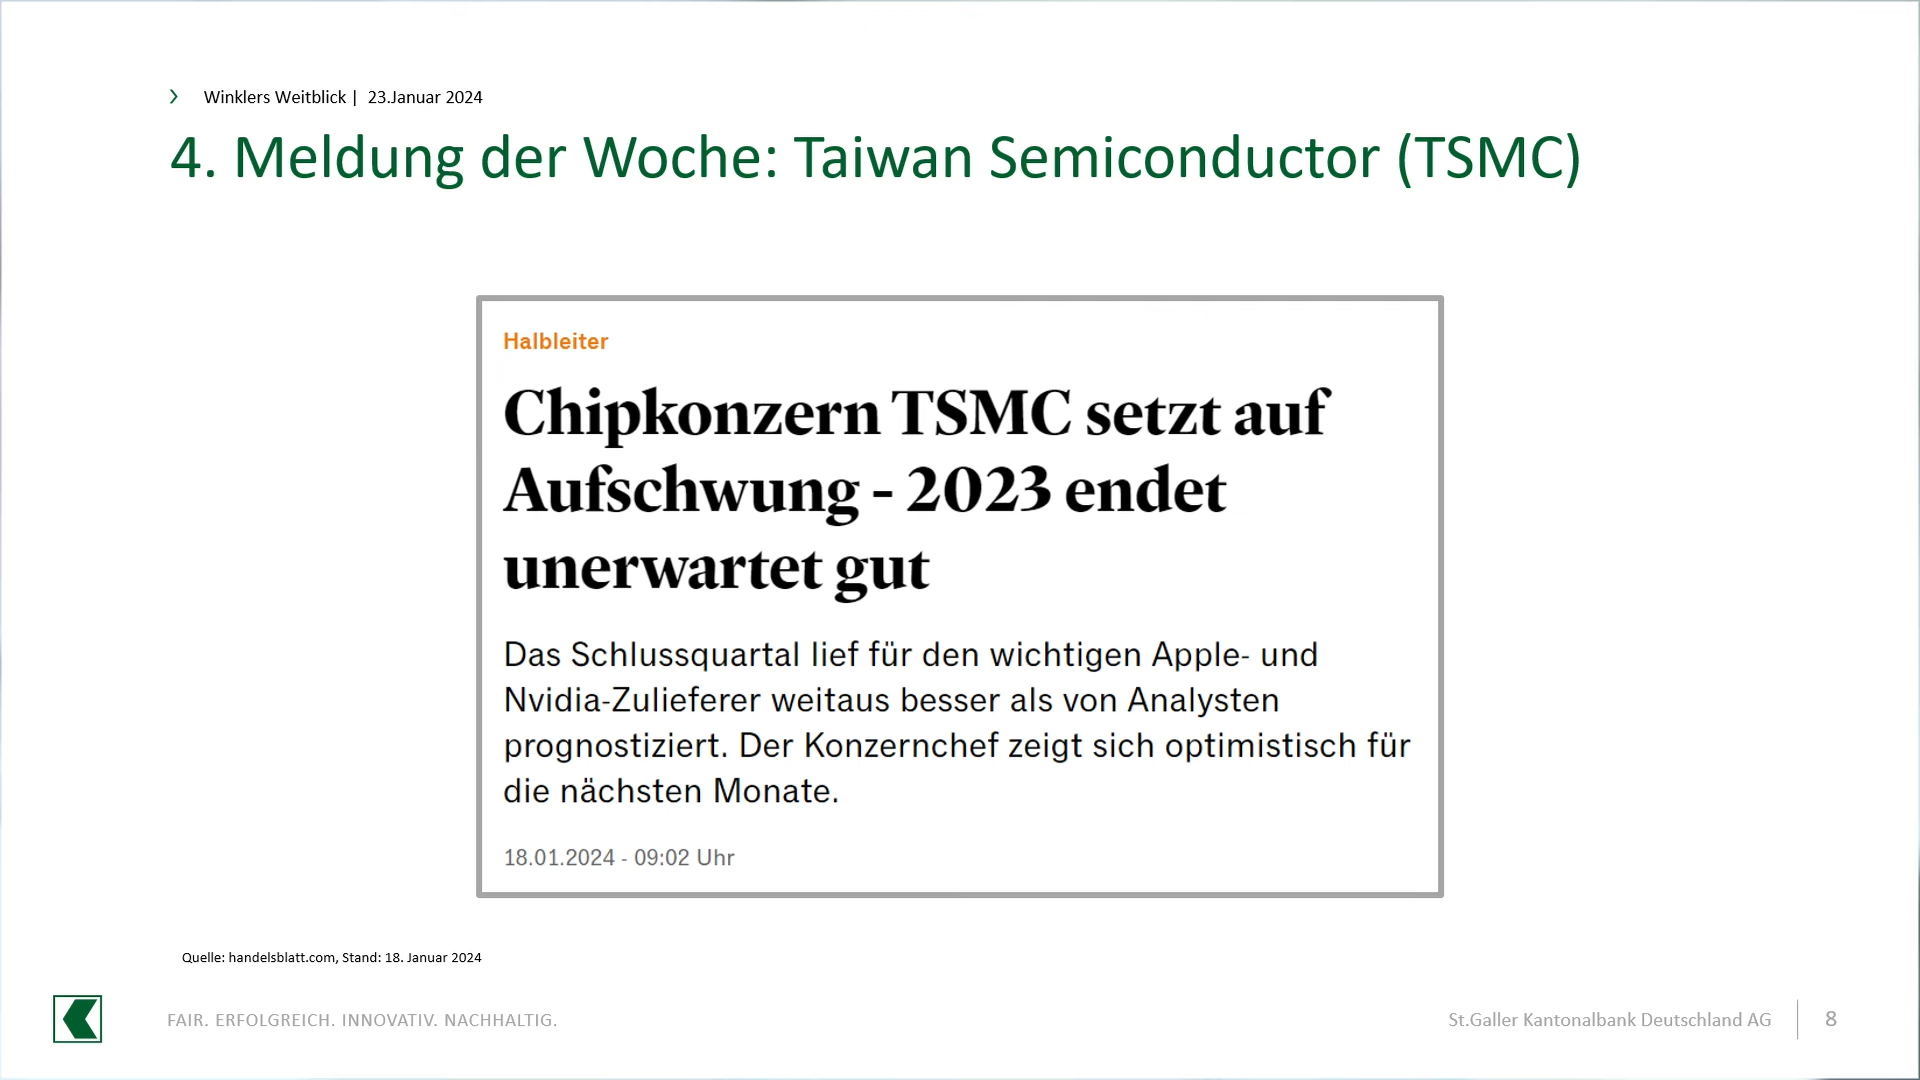 Winklers Weitblick | 23.Januar 2024
4. Meldung der Woche: Taiwan Semiconductor (TSMC)
Halbleiter
Chipkonzern TSMC setzt auf
Aufschwung - 2023 endet
unerwartet gut
Das Schlussquartal lief für den wichtigen Apple- und
Nvidia-Zulieferer weitaus besser als von Analysten
prognostiziert. Der Konzernchef zeigt sich optimistisch für
die nächsten Monate.
18.01.2024 - 09:02 Uhr
Quelle: handelsblatt.com, Stand: 18. Januar 2024
FAIR. ERFOLGREICH. INNOVATIV. NACHHALTIG.
St.Galler Kantonalbank Deutschland AG
8